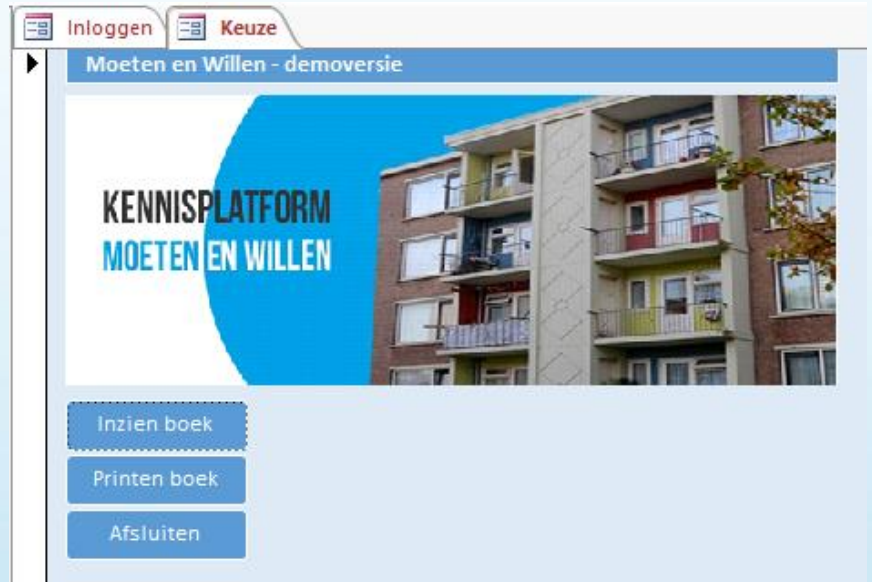 Inloggen Keuze
Moeten en Willen - demoversie
KENNISPLATFORM
MOETEN EN WILLEN
Inzien boek
Printen boek
Afsluiten